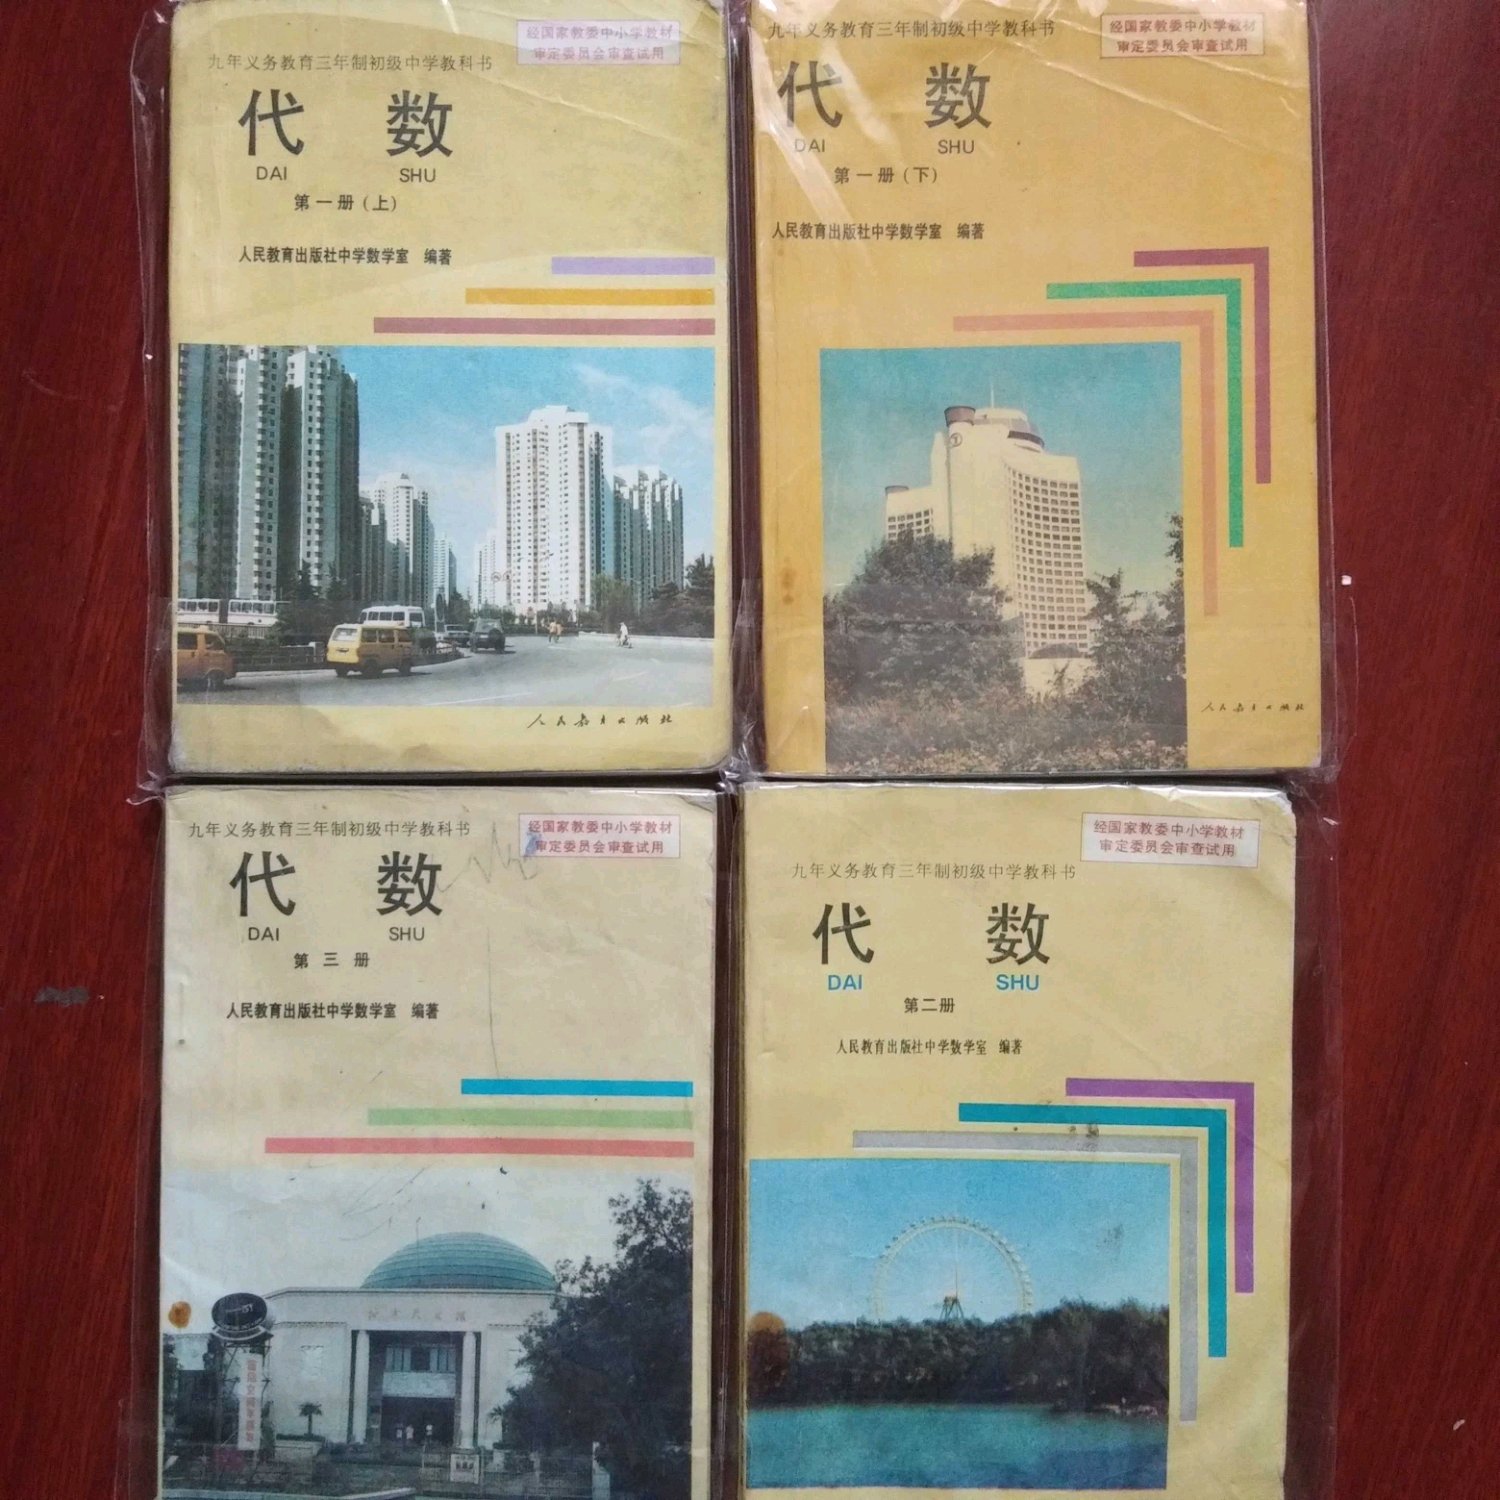 经国家教委中小学教材
审定委员会审查试用
九年义务教育三年制初级中学教科书
代数
DAI SHU
第一册(上)
人民教育出版社中学数学室 编著
人民教育出版社
九年义务教育三年制初级中学教科书
经国家教委中小学教材
审定委员会审查试用
代数
DAI SHU
第一册(下)
人民教育出版社中学数学室 编著
人民教育出版社
九年义务教育三年制初级中学教科书
经国家教委中小学教材
审定委员会审查试用
代数
DAI SHU
第三册
人民教育出版社中学数学室 编著
经国家教委中小学教材
审定委员会审查试用
九年义务教育三年制初级中学教科书
代数
DAI SHU
第二册
人民教育出版社中学数学室 编著